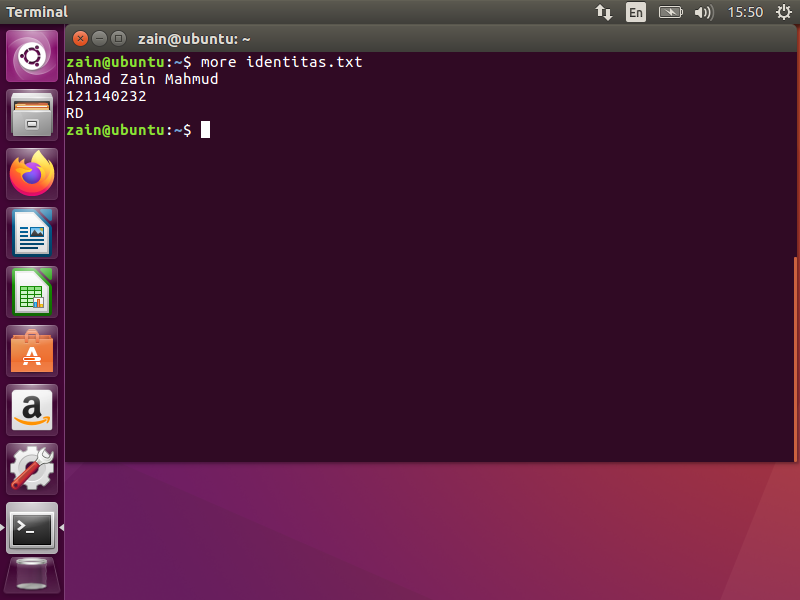 Terminal
En
15:50
zain@ubuntu: ~
zain@ubuntu:~$ more identitas.txt
Ahmad Zain Mahmud
121140232
RD
zain@ubuntu:~$
A
a
>_